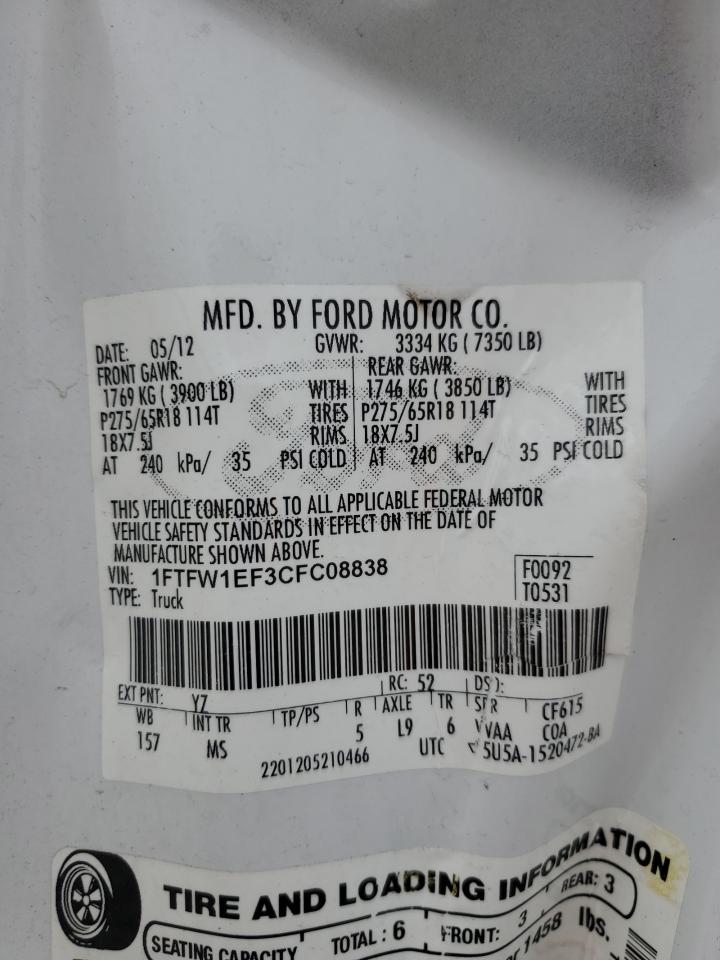 MFD. BY FORD MOTOR CO.
DATE: 05/12 GVWR: 3334 KG ( 7350 LB)
FRONT GAWR: REAR GAWR:
1769 KG ( 3900 LB) WITH 1746 KG ( 3850 LB) WITH
P275/65R18 114T TIRES P275/65R18 114T TIRES
18X7.5J RIMS 18X7.5J RIMS
AT 240 kPa/ 35 PSI COLD AT 240 kPa/ 35 PSI COLD
THIS VEHICLE CONFORMS TO ALL APPLICABLE FEDERAL MOTOR
VEHICLE SAFETY STANDARDS IN EFFECT ON THE DATE OF
MANUFACTURE SHOWN ABOVE.
VIN: 1FTFW1EF3CFC08838 F0092
TYPE: Truck T0531
EXT PNT: YZ RC: 52 DSO:
WB INT TR TP/PS R AXLE TR SPR CF615
157 MS 5 L9 6 VVAA COA
2201205210466 UTC 5U5A-1520472-BA
TIRE AND LOADING INFORMATION
SEATING CAPACITY TOTAL : 6 FRONT: 3 REAR: 3
1458 lbs.